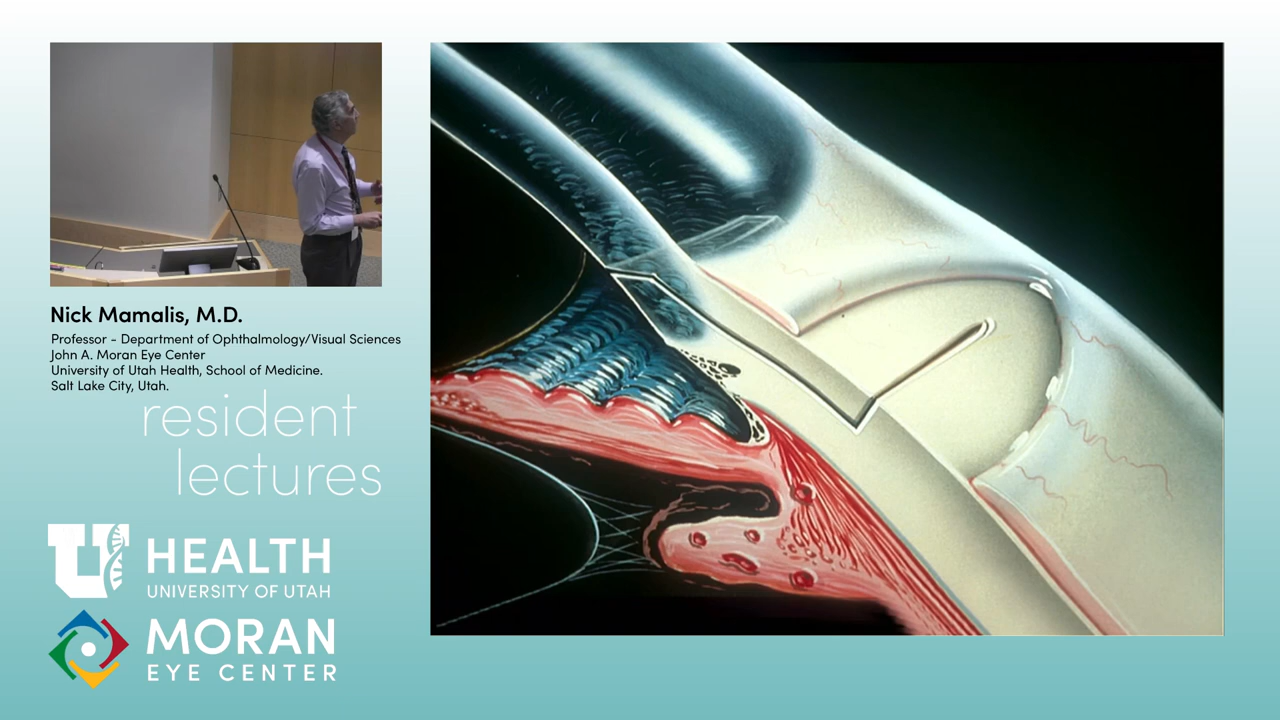 Nick Mamalis, M.D.
Professor - Department of Ophthalmology/Visual Sciences
John A. Moran Eye Center
University of Utah Health, School of Medicine.
Salt Lake City, Utah.
resident
lectures
U HEALTH
UNIVERSITY OF UTAH
MORAN
EYE CENTER